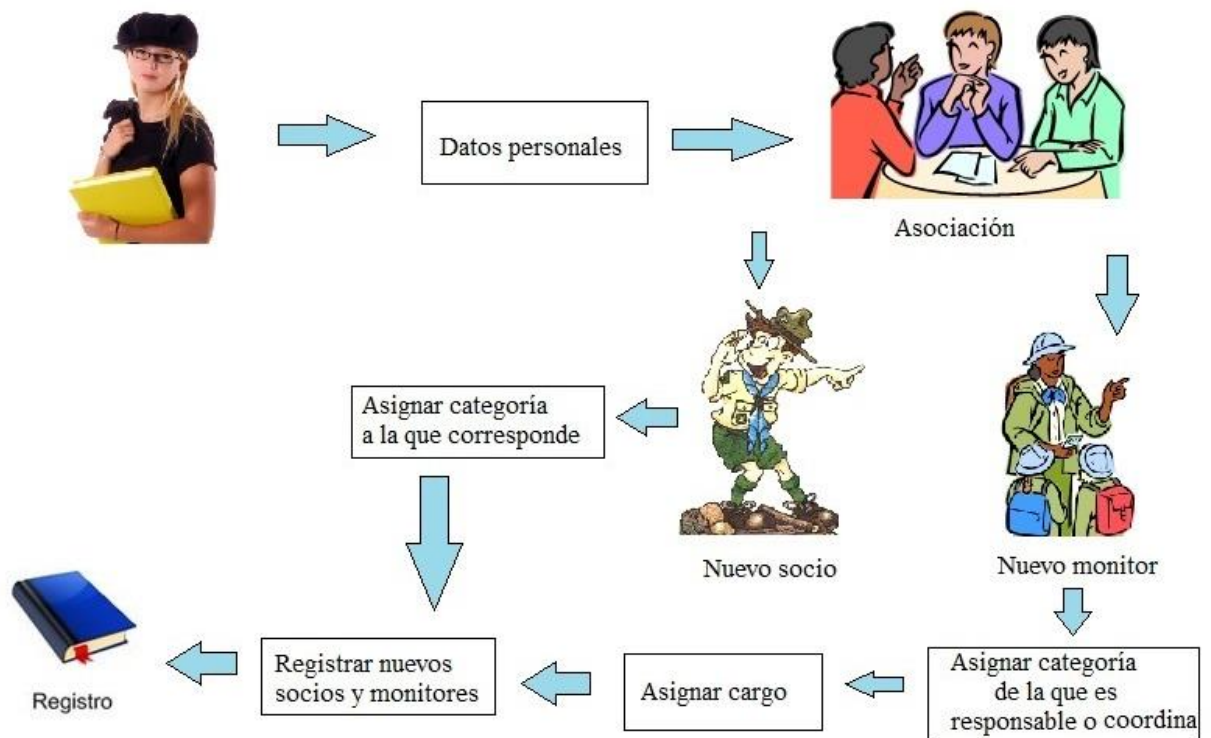 Datos personales
Asociación
Asignar categoría
a la que corresponde
Nuevo socio
Nuevo monitor
Registro
Registrar nuevos
socios y monitores
Asignar cargo
Asignar categoría
de la que es
responsable o coordina